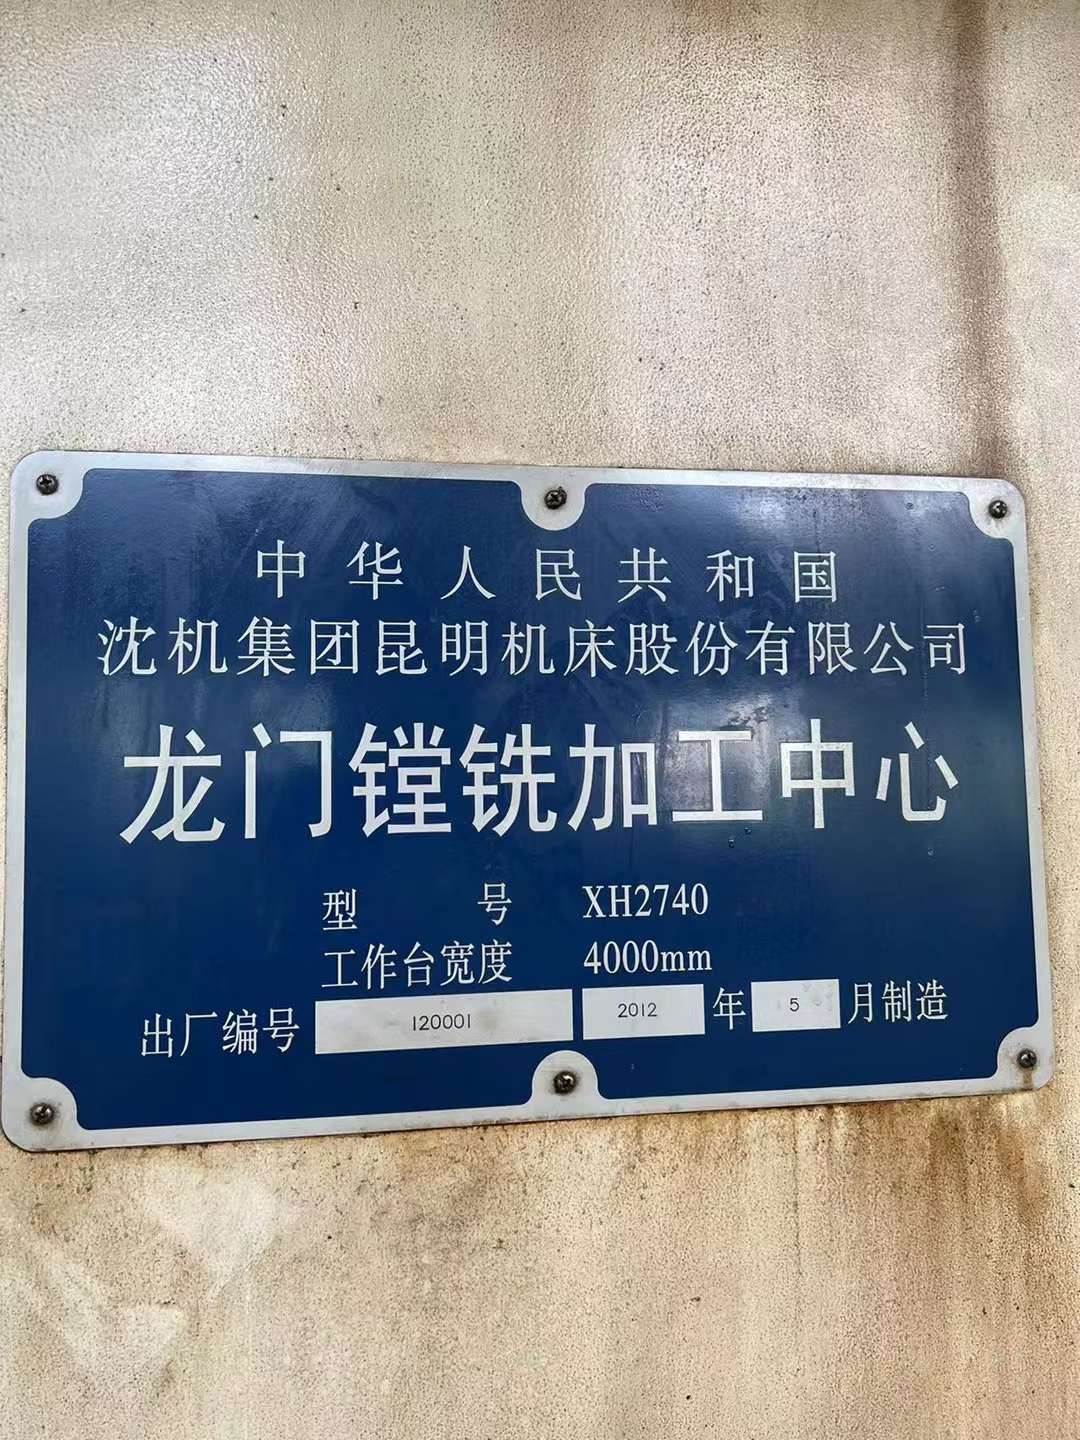 中华人民共和国
沈机集团昆明机床股份有限公司
龙门镗铣加工中心
型号 XH2740
工作台宽度 4000mm
出厂编号 120001 2012 年 5 月制造